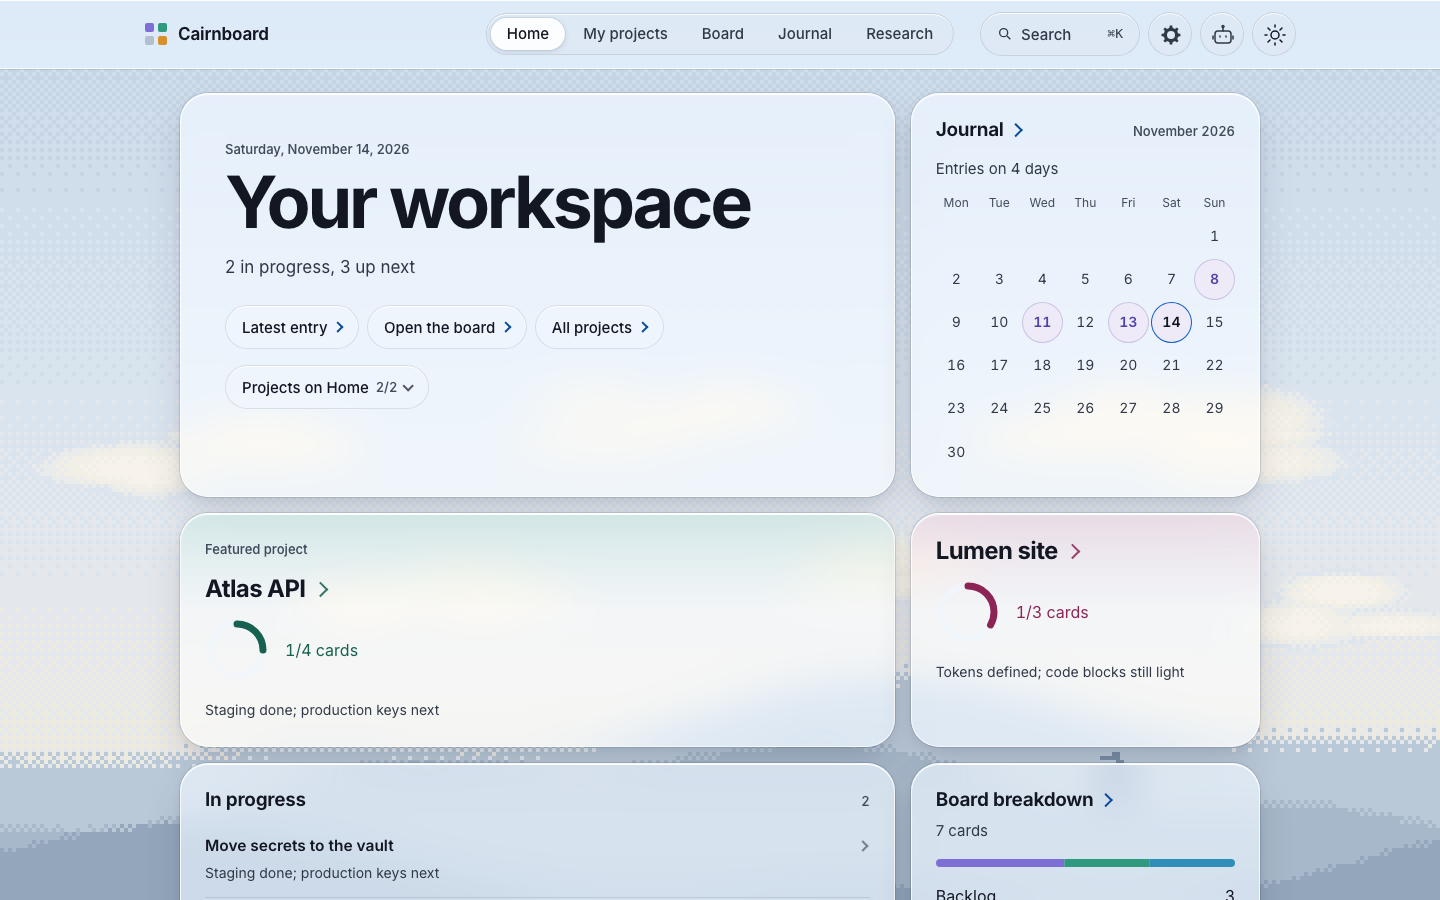 Cairnboard
Home My projects Board Journal Research
Search ⌘K
Saturday, November 14, 2026
Your workspace
2 in progress, 3 up next
Latest entry Open the board All projects
Projects on Home 2/2
Journal November 2026
Entries on 4 days
Mon Tue Wed Thu Fri Sat Sun
1
2 3 4 5 6 7 8
9 10 11 12 13 14 15
16 17 18 19 20 21 22
23 24 25 26 27 28 29
30
Featured project
Atlas API
1/4 cards
Staging done; production keys next
Lumen site
1/3 cards
Tokens defined; code blocks still light
In progress 2
Move secrets to the vault
Staging done; production keys next
Board breakdown
7 cards
Backlog 3